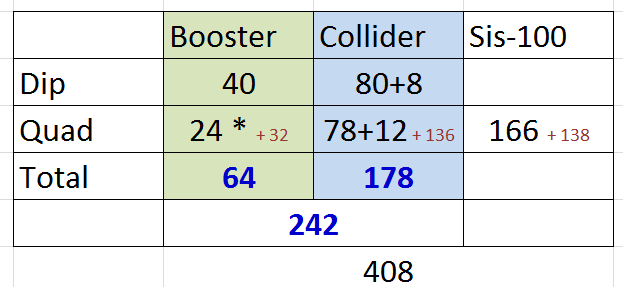 Booster Collider Sis-100
Dip 40 80+8
Quad 24 * + 32 78+12 + 136 166 + 138
Total 64 178
242
408